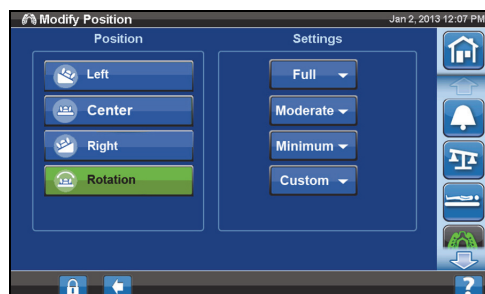 Modify Position
Jan 2, 2013 12:07 PM
Position
Settings
Left
Full
Center
Moderate
Right
Minimum
Rotation
Custom
?